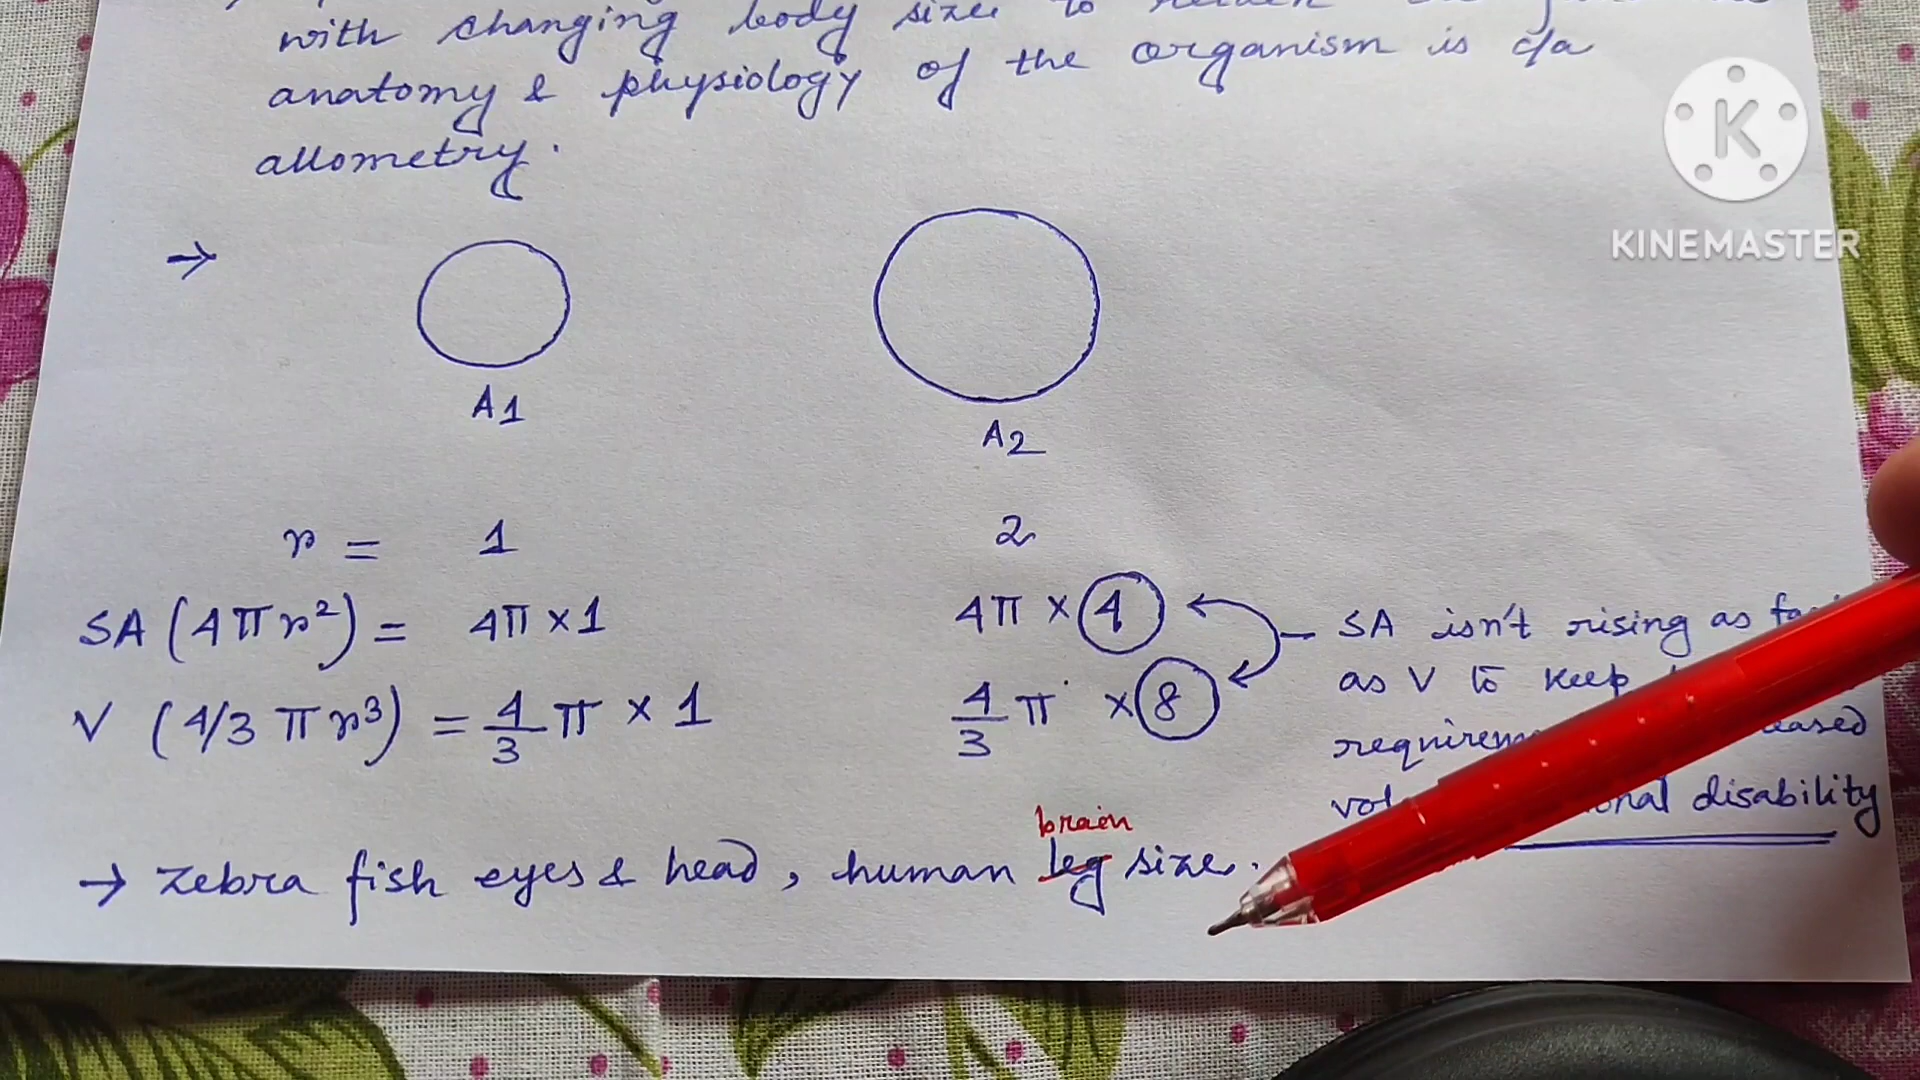 with changing body size to
anatomy & physiology of the organism is c/a
allometry.
→
A1
A2
r = 1 2
SA (4πr²) = 4π × 1 4π × 4
V (4/3 πr³) = 4/3 π × 1 4/3 π × 8
SA isn't rising as
as V to keep
disability
brain
→ zebra fish eyes & head, human leg size.
K
KINEMASTER